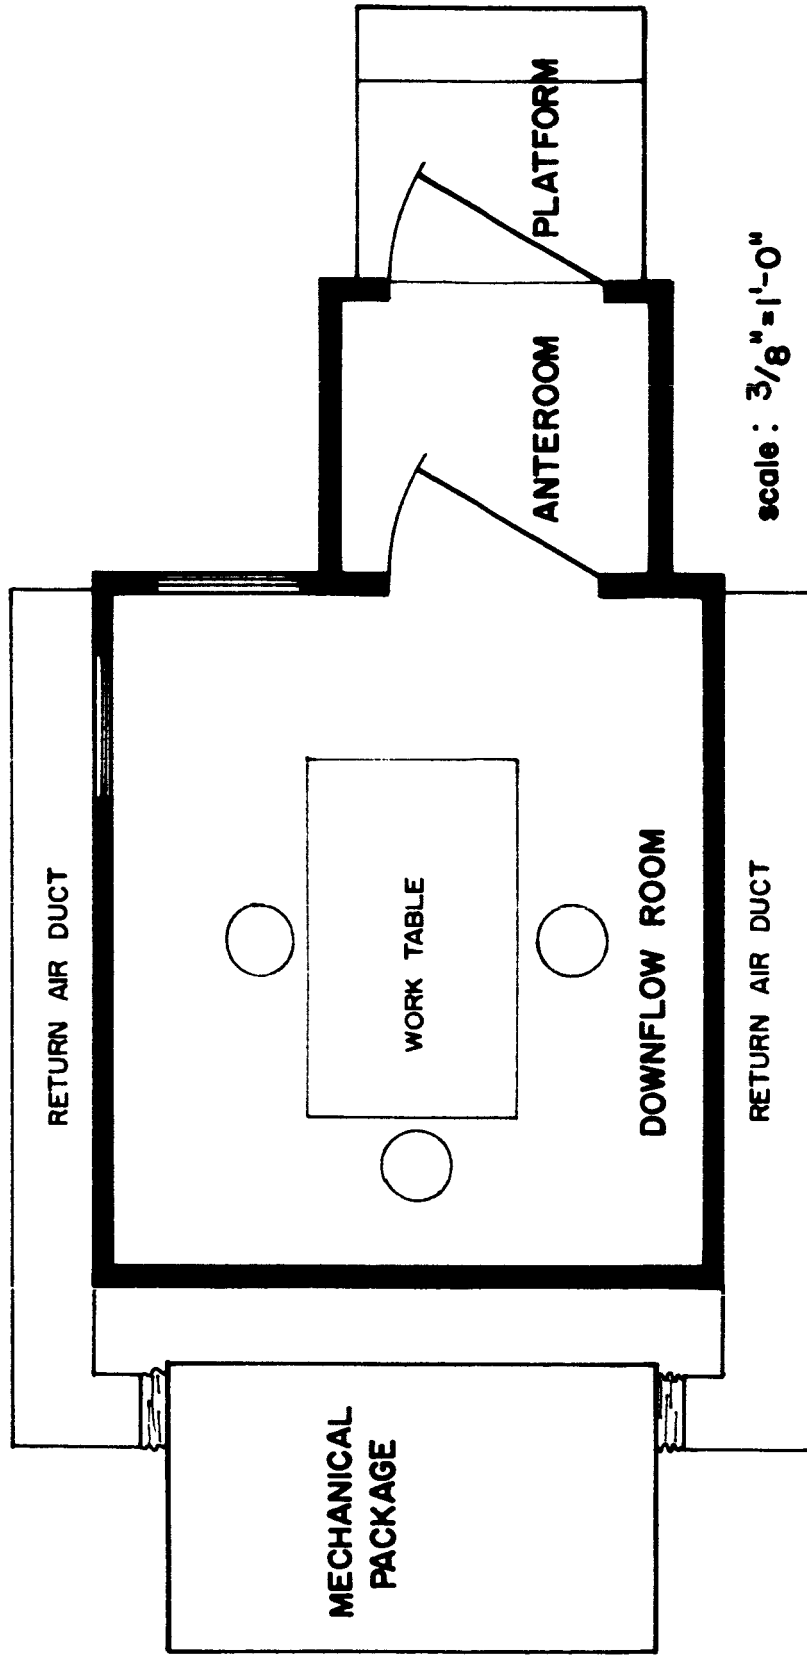 RETURN AIR DUCT
MECHANICAL
PACKAGE
WORK TABLE
ANTEROOM
PLATFORM
DOWNFLOW ROOM
RETURN AIR DUCT
scale: 3/8"=1'-0"